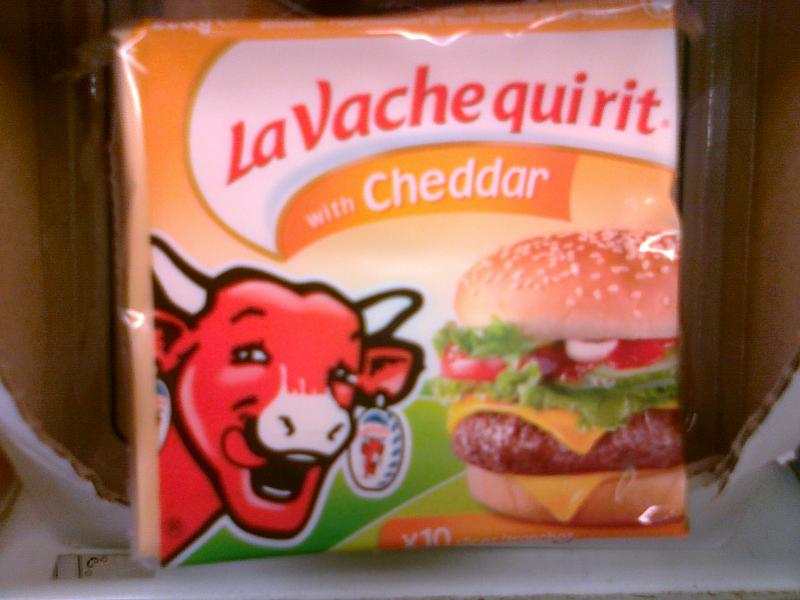 La vache qui rit
with Cheddar
x10